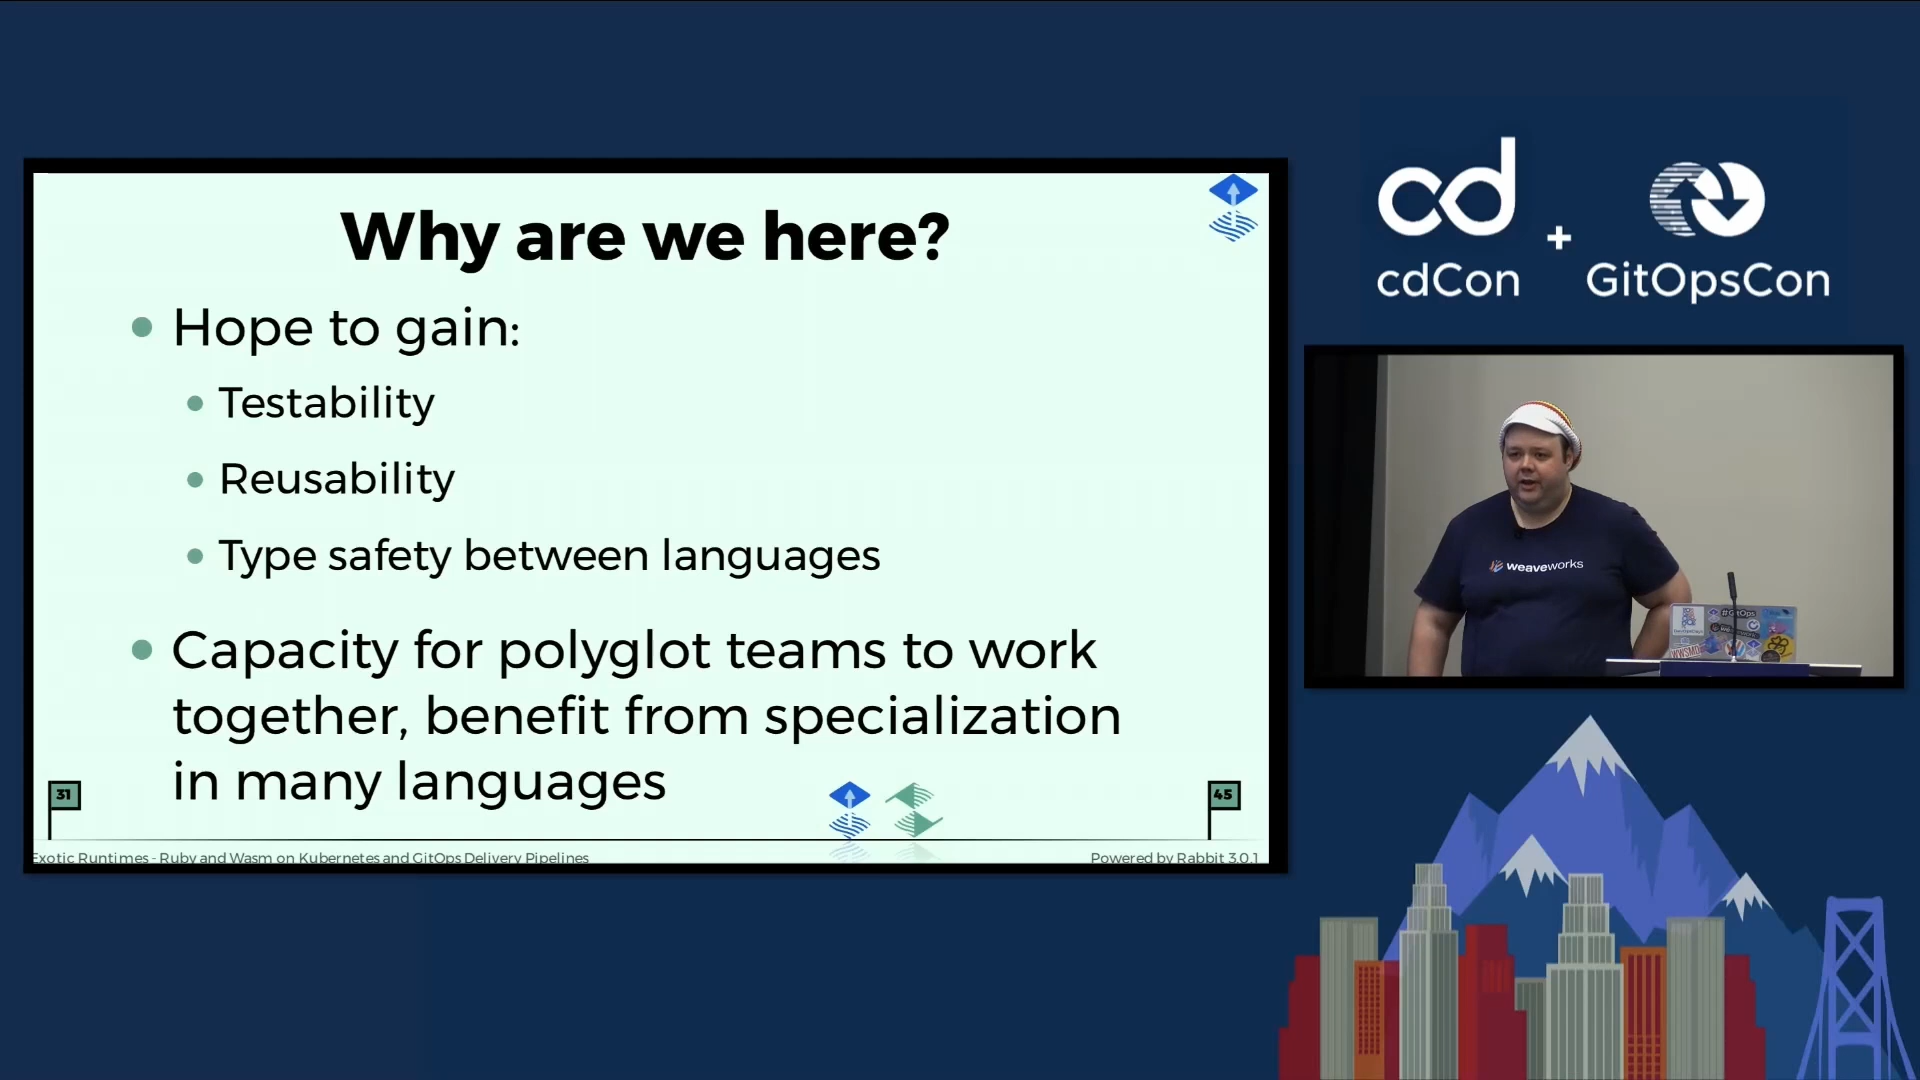 Why are we here?
Hope to gain:
Testability
Reusability
Type safety between languages
Capacity for polyglot teams to work
together, benefit from specialization
in many languages
31
45
Exotic Runtimes - Ruby and Wasm on Kubernetes and GitOps Delivery Pipelines
Powered by Rabbit 3.0.1
cd
+
cdCon
GitOpsCon
weaveworks
#GitOps